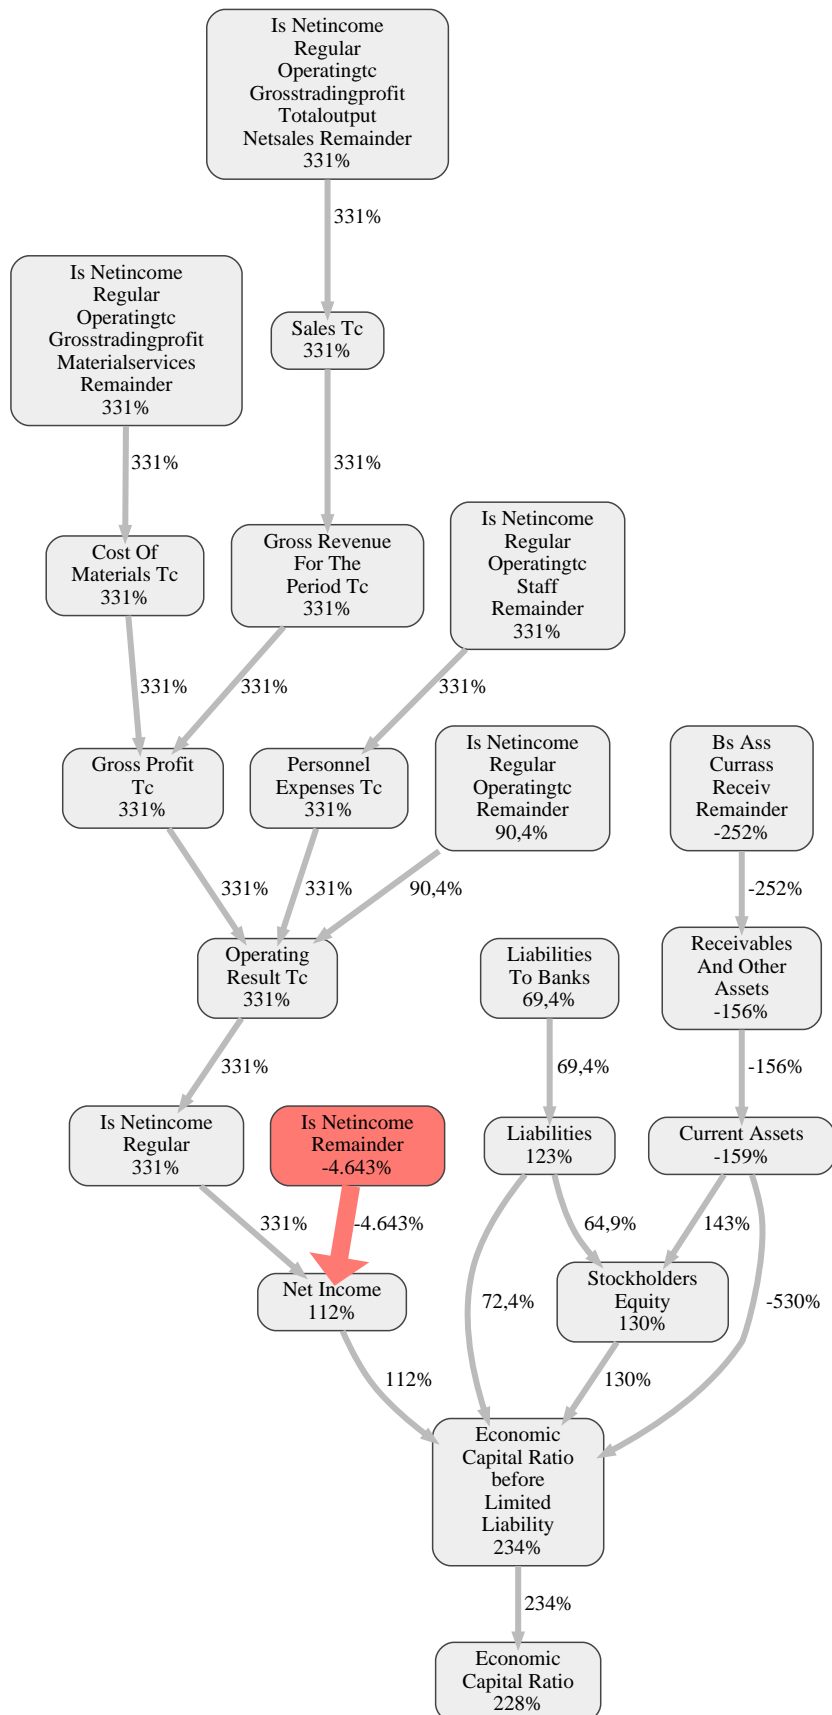 Is Netincome
Regular
Operatingtc
Grosstradingprofit
Totaloutput
Netsales Remainder
331%
331%
Is Netincome
Regular
Operatingtc
Grosstradingprofit
Materialservices
Remainder
331%
Sales Tc
331%
331%
331%
Cost Of
Materials Tc
331%
Gross Revenue
For The
Period Tc
331%
Is Netincome
Regular
Operatingtc
Staff
Remainder
331%
331%
331%
331%
Gross Profit
Tc
331%
Personnel
Expenses Tc
331%
Is Netincome
Regular
Operatingtc
Remainder
90,4%
Bs Ass
Currass
Receiv
Remainder
-252%
331%
331%
90,4%
-252%
Operating
Result Tc
331%
Liabilities
To Banks
69,4%
Receivables
And Other
Assets
-156%
331%
69,4%
-156%
Is Netincome
Regular
331%
Is Netincome
Remainder
-4.643%
Liabilities
123%
Current Assets
-159%
331%
-4.643%
64,9%
143%
Net Income
112%
72,4%
Stockholders
Equity
130%
-530%
112%
130%
Economic
Capital Ratio
before
Limited
Liability
234%
234%
Economic
Capital Ratio
228%